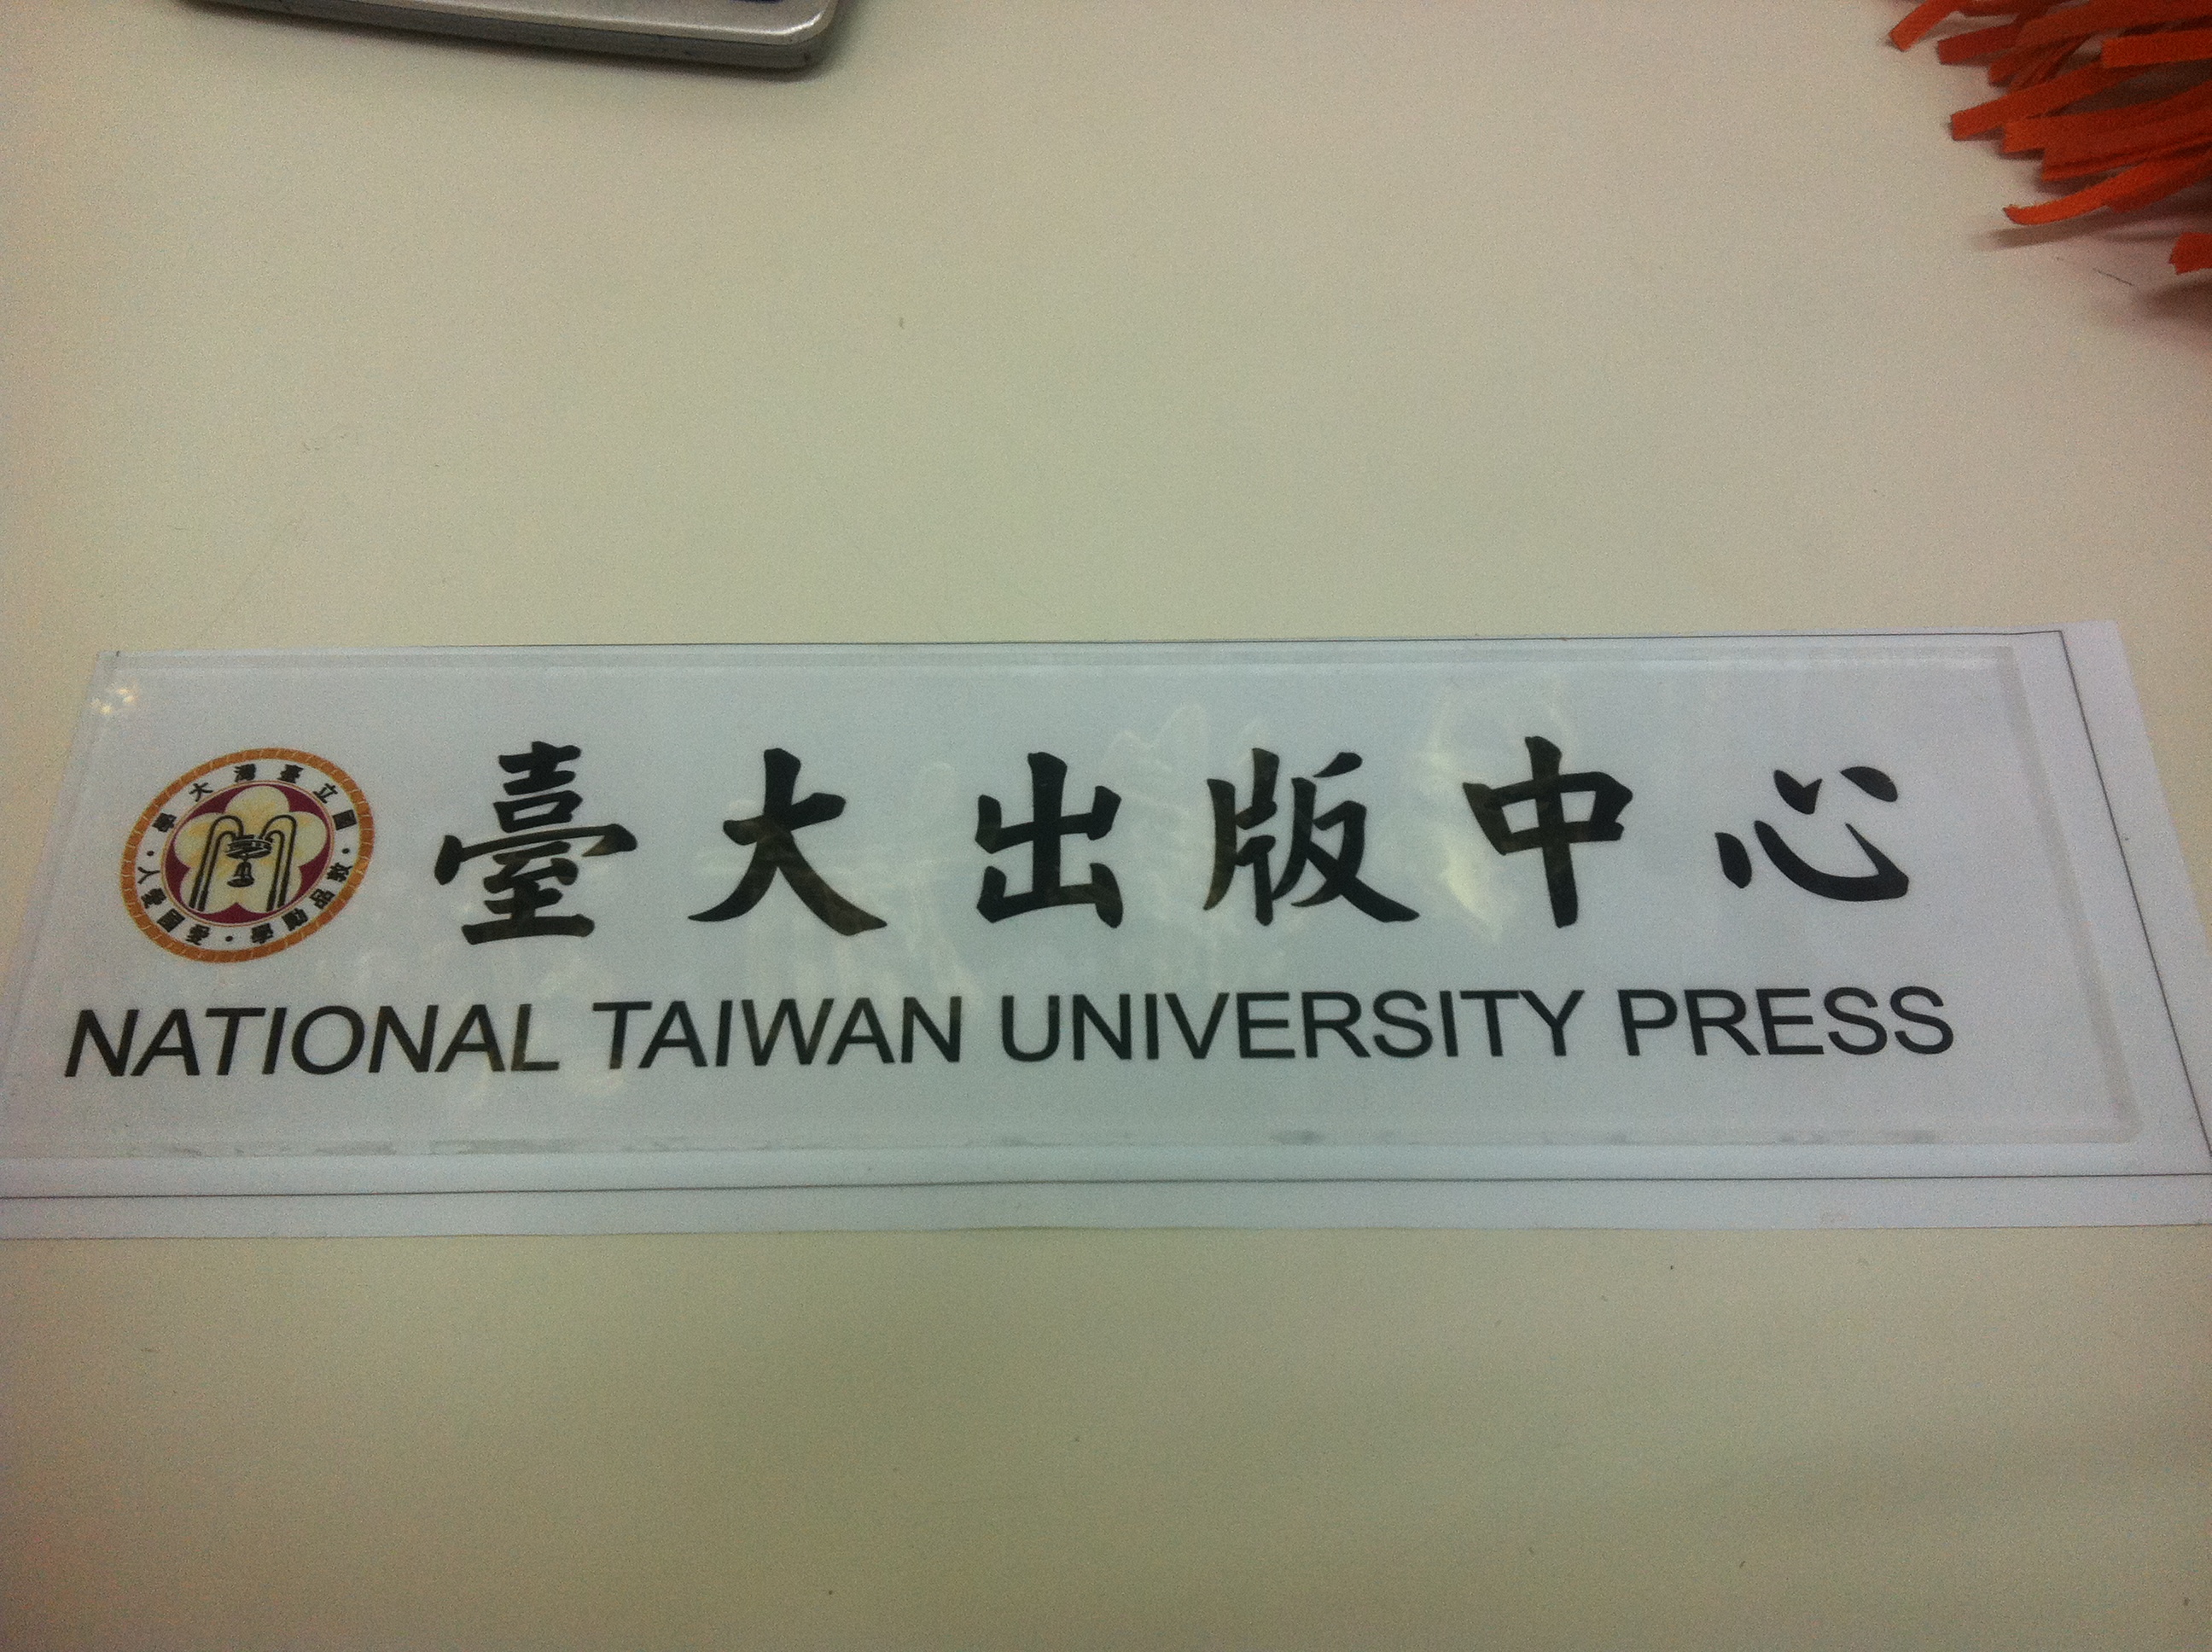 臺大出版中心
NATIONAL TAIWAN UNIVERSITY PRESS